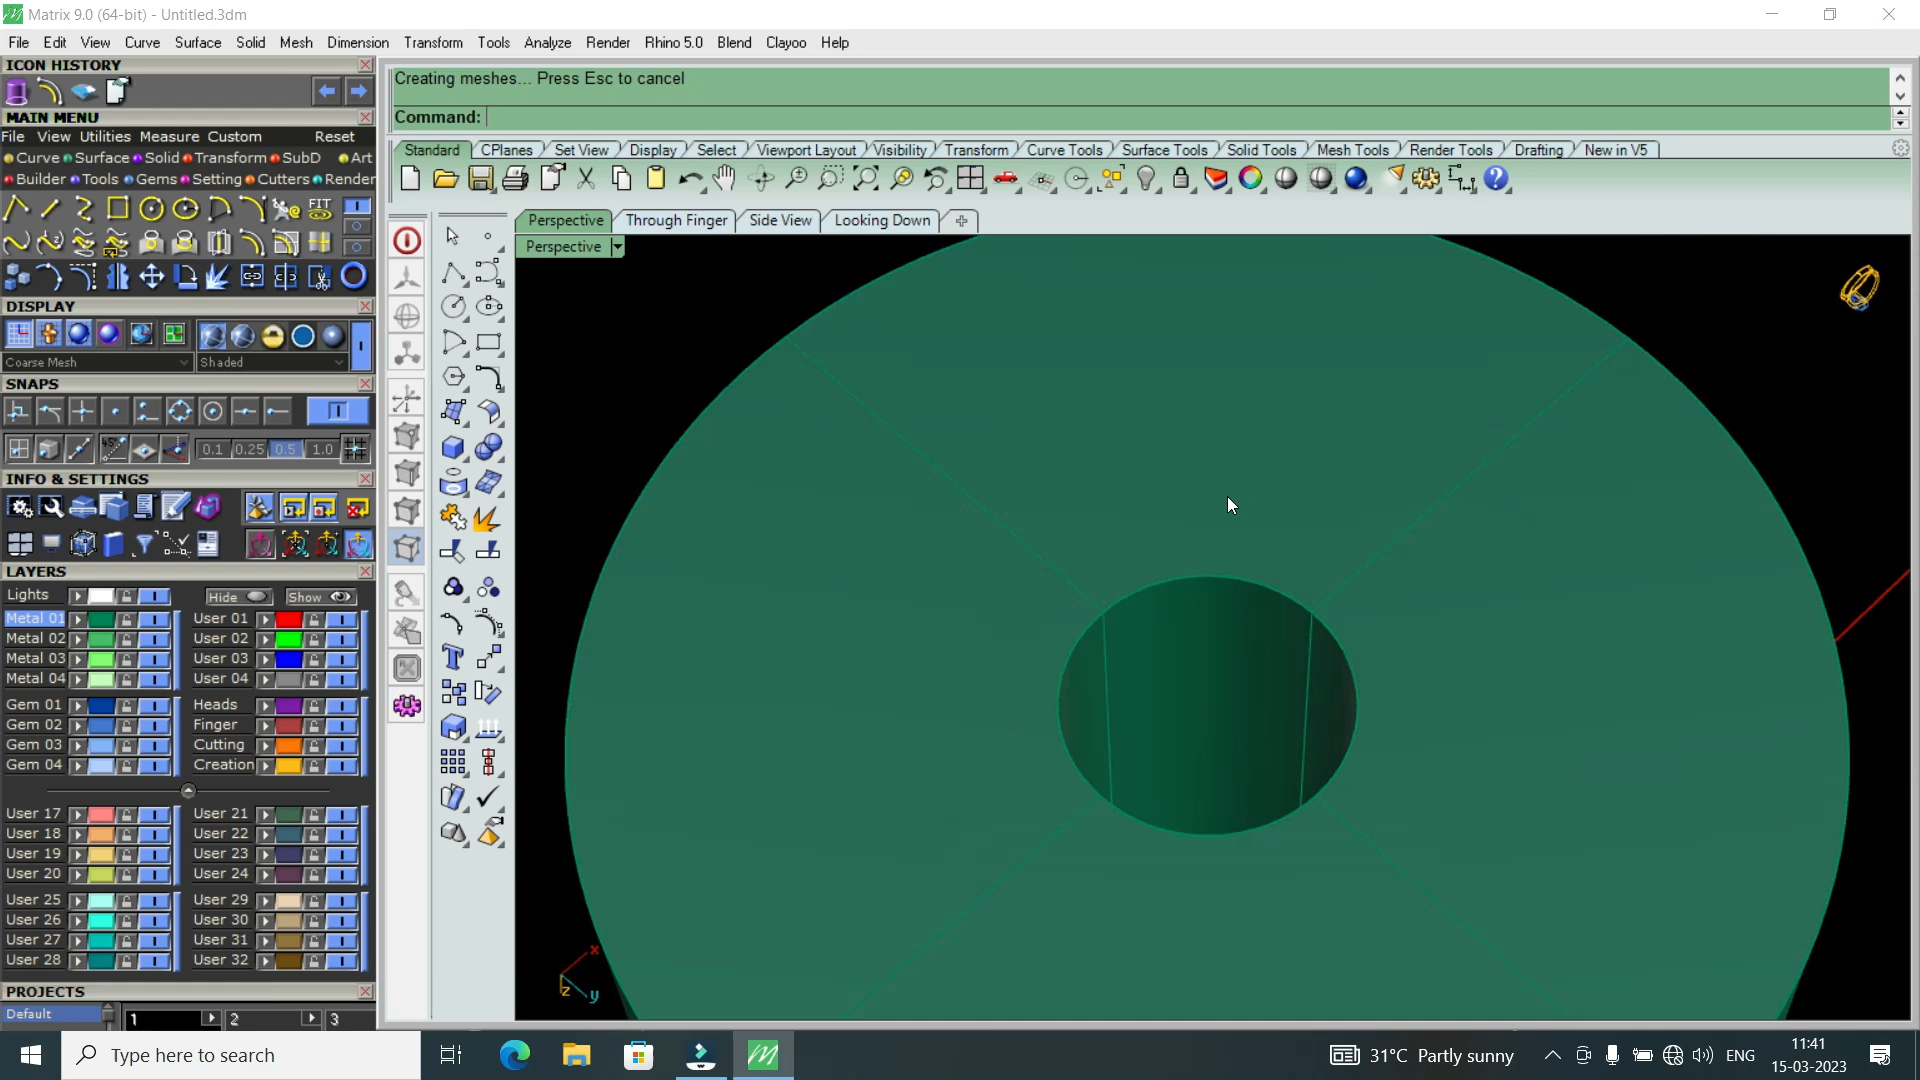 Matrix 9.0 (64-bit) - Untitled.3dm
File Edit View Curve Surface Solid Mesh Dimension Transform Tools Analyze Render Rhino 5.0 Blend Clayoo Help
ICON HISTORY
Creating meshes... Press Esc to cancel
Command:
MAIN MENU
File View Utilities Measure Custom Reset
Curve Surface Solid Transform SubD Art
Builder Tools Gems Setting Cutters Render
Standard CPlanes Set View Display Select Viewport Layout Visibility Transform Curve Tools Surface Tools Solid Tools Mesh Tools Render Tools Drafting New in V5
FIT
Perspective Through Finger Side View Looking Down
Perspective
DISPLAY
Coarse Mesh Shaded
SNAPS
45°
0.1 0.25 0.5 1.0
INFO & SETTINGS
LAYERS
Lights Hide Show
Metal 01 User 01
Metal 02 User 02
Metal 03 User 03
Metal 04 User 04
Gem 01 Heads
Gem 02 Finger
Gem 03 Cutting
Gem 04 Creation
User 17 User 21
User 18 User 22
User 19 User 23
User 20 User 24
User 25 User 29
User 26 User 30
User 27 User 31
User 28 User 32
x
z y
PROJECTS
Default 1 2 3
Type here to search
31°C Partly sunny
ENG
11:41
15-03-2023